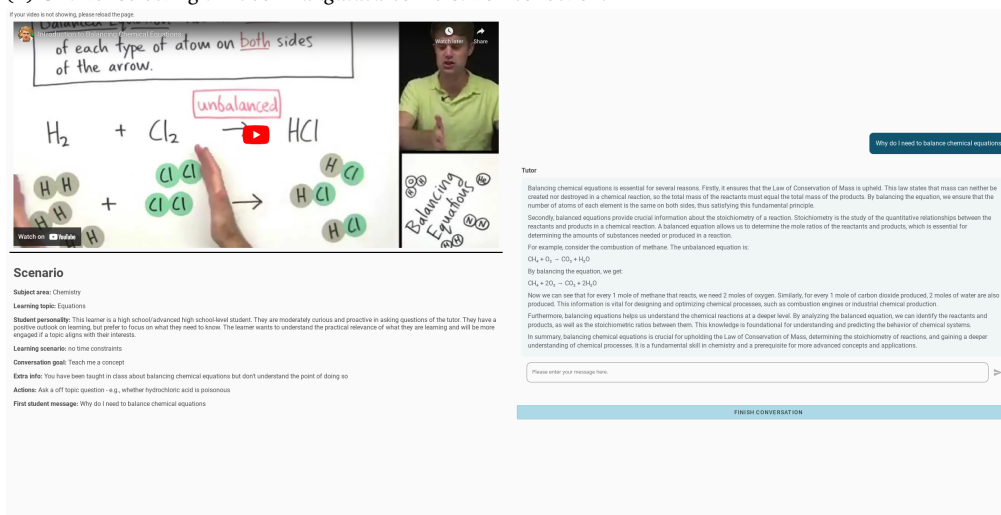 If your video is not showing, please reload the page
Introduction to Balancing Chemical Equations
Watch later
Share
of each type of atom on both sides
of the arrow.
unbalanced
H₂ + Cl₂ → HCl
H H
Cl Cl
H Cl
H H + Cl Cl → H Cl
H
H Cl
Balancing
Equations
He
N N
H H
Watch on YouTube
Scenario
Subject area: Chemistry
Learning topic: Equations
Student personality: This learner is a high school/advanced high school-level student. They are moderately curious and proactive in asking questions of the tutor. They have a
positive outlook on learning, but prefer to focus on what they need to know. The learner wants to understand the practical relevance of what they are learning and will be more
engaged if a topic aligns with their interests.
Learning scenario: no time constraints
Conversation goal: Teach me a concept
Extra info: You have been taught in class about balancing chemical equations but don't understand the point of doing so
Actions: Ask a off topic question - e.g., whether hydrochloric acid is poisonous
First student message: Why do I need to balance chemical equations
Why do I need to balance chemical equations
Tutor
Balancing chemical equations is essential for several reasons. Firstly, it ensures that the Law of Conservation of Mass is upheld. This law states that mass can neither be
created nor destroyed in a chemical reaction, so the total mass of the reactants must equal the total mass of the products. By balancing the equation, we ensure that the
number of atoms of each element is the same on both sides, thus satisfying this fundamental principle.
Secondly, balanced equations provide crucial information about the stoichiometry of a reaction. Stoichiometry is the study of the quantitative relationships between the
reactants and products in a chemical reaction. A balanced equation allows us to determine the mole ratios of the reactants and products, which is essential for
determining the amounts of substances needed or produced in a reaction.
For example, consider the combustion of methane. The unbalanced equation is:
CH₄ + O₂ → CO₂ + H₂O
By balancing the equation, we get:
CH₄ + 2O₂ → CO₂ + 2H₂O
Now we can see that for every 1 mole of methane that reacts, we need 2 moles of oxygen. Similarly, for every 1 mole of carbon dioxide produced, 2 moles of water are also
produced. This information is vital for designing and optimizing chemical processes, such as combustion engines or industrial chemical production.
Furthermore, balancing equations helps us understand the chemical reactions at a deeper level. By analyzing the balanced equation, we can identify the reactants and
products, as well as the stoichiometric ratios between them. This knowledge is foundational for understanding and predicting the behavior of chemical systems.
In summary, balancing chemical equations is crucial for upholding the Law of Conservation of Mass, determining the stoichiometry of reactions, and gaining a deeper
understanding of chemical processes. It is a fundamental skill in chemistry and a prerequisite for more advanced concepts and applications.
Please enter your message here.
FINISH CONVERSATION